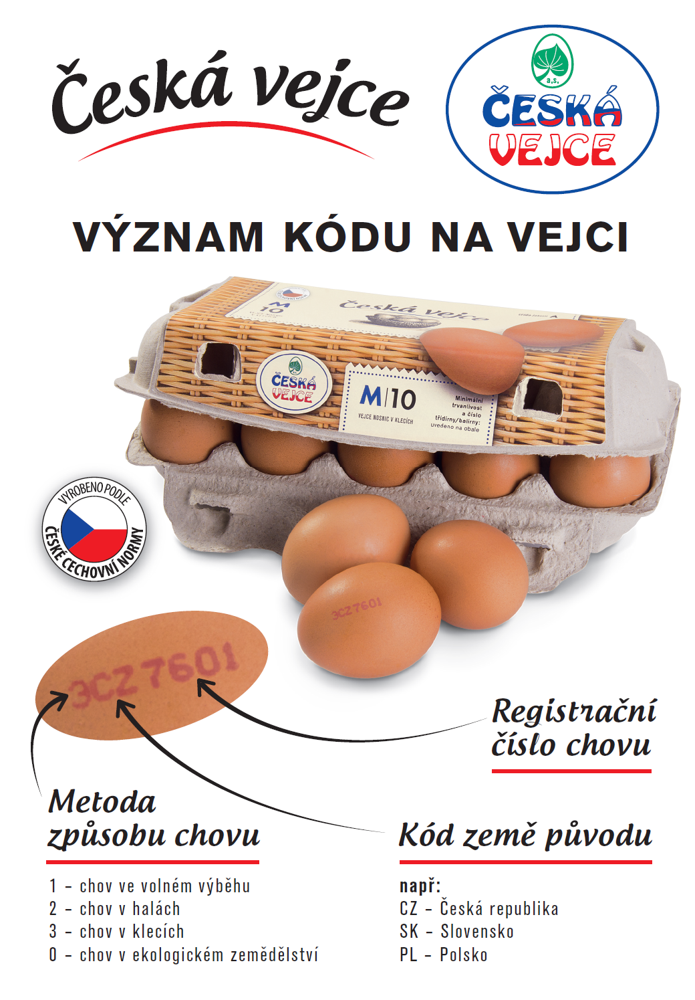 Česká vejce
a.s.
ČESKÁ
VEJCE
VÝZNAM KÓDU NA VEJCI
M
10
Česká vejce
A
ČESKÁ
VEJCE
M|10
VEJCE NOSNIC V KLECÍCH
Minimální
trvanlivost
a číslo
třídírny/balírny:
uvedeno na obale
VYROBENO PODLE
ČESKÉ CECHOVNÍ NORMY
3CZ7601
3CZ 7601
Registrační
číslo chovu
Metoda
způsobu chovu
1 – chov ve volném výběhu
2 – chov v halách
3 – chov v klecích
0 – chov v ekologickém zemědělství
Kód země původu
např:
CZ – Česká republika
SK – Slovensko
PL – Polsko